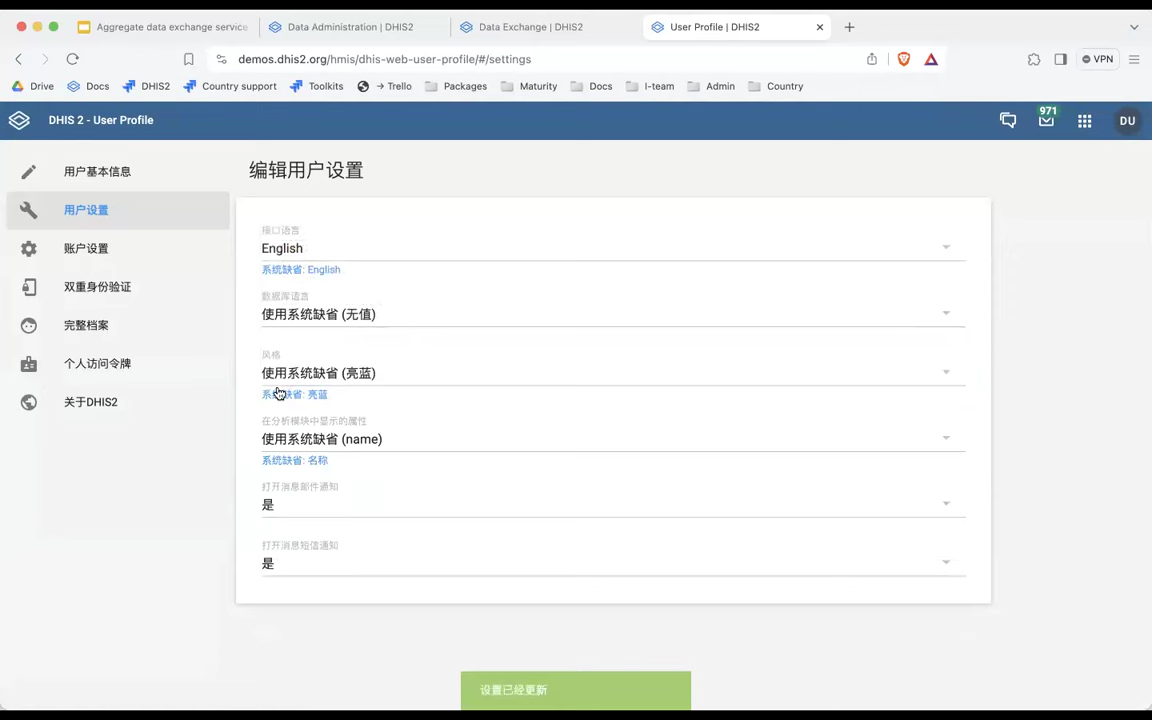 Aggregate data exchange service
Data Administration | DHIS2
Data Exchange | DHIS2
User Profile | DHIS2
demos.dhis2.org/hmis/dhis-web-user-profile/#/settings
VPN
Drive
Docs
DHIS2
Country support
Toolkits
→ Trello
Packages
Maturity
Docs
I-team
Admin
Country
DHIS 2 - User Profile
971
DU
用户基本信息
用户设置
账户设置
双重身份验证
完整档案
个人访问令牌
关于DHIS2
编辑用户设置
接口语言
English
系统缺省: English
数据库语言
使用系统缺省 (无值)
风格
使用系统缺省 (亮蓝)
系统缺省: 亮蓝
在分析模块中显示的属性
使用系统缺省 (name)
系统缺省: 名称
打开消息邮件通知
是
打开消息短信通知
是
设置已经更新